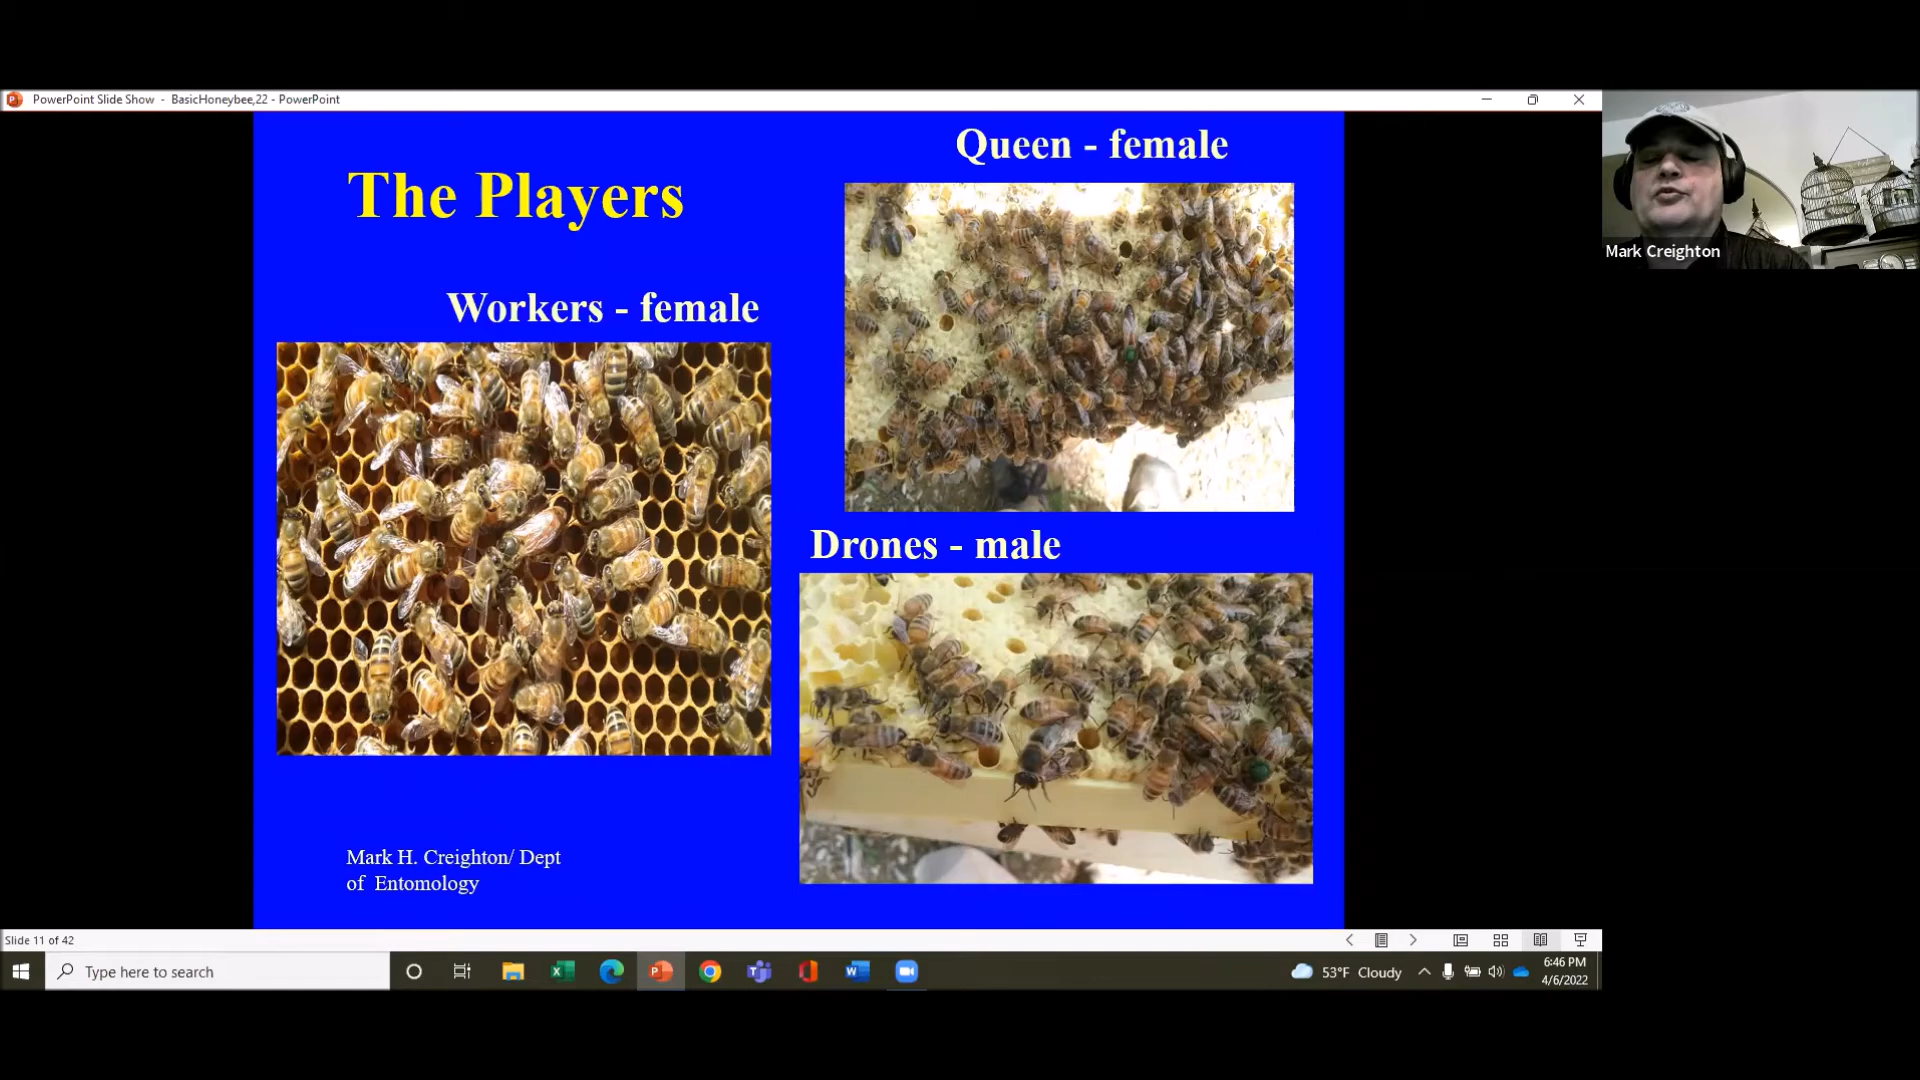 PowerPoint Slide Show - BasicHoneybee,22 - PowerPoint
Queen - female
The Players
Workers - female
Drones - male
Mark H. Creighton/ Dept
of Entomology
Mark Creighton
Slide 11 of 42
Type here to search
53°F Cloudy
6:46 PM
4/6/2022